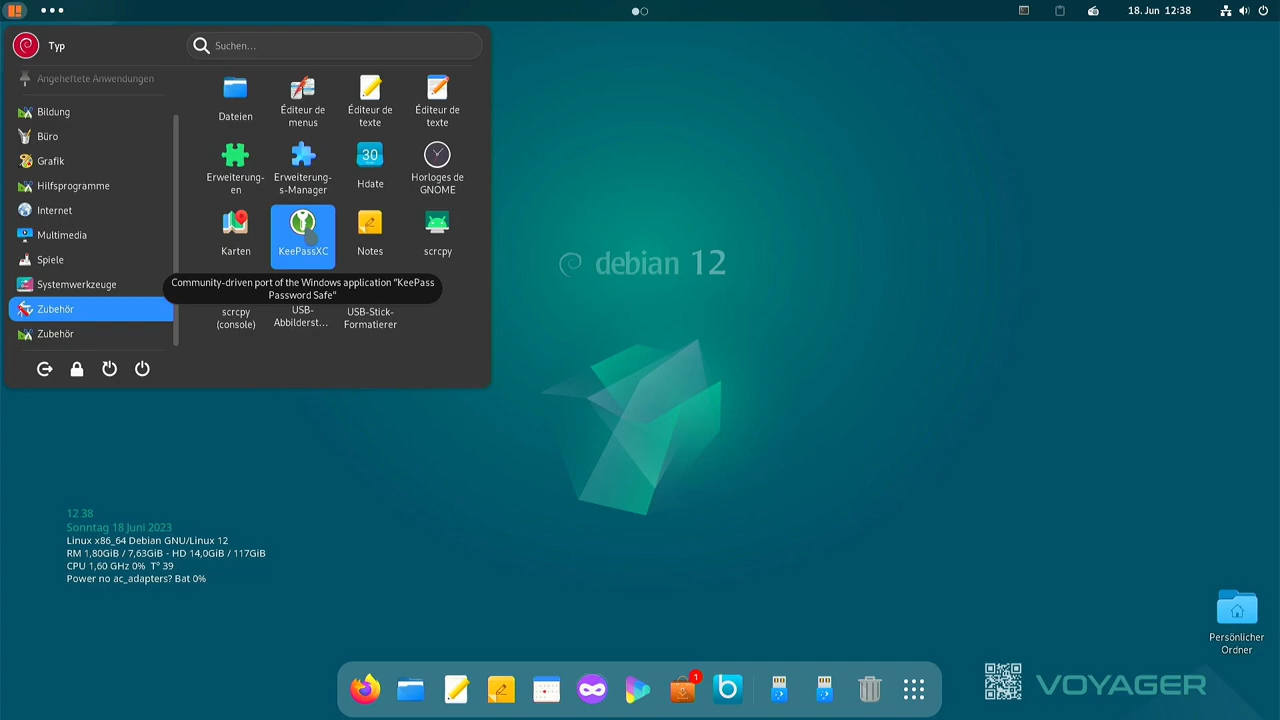 18. Jun 12:38
Typ
Suchen...
Angeheftete Anwendungen
Bildung
Büro
Grafik
Hilfsprogramme
Internet
Multimedia
Spiele
Systemwerkzeuge
Zubehör
Zubehör
Dateien
Éditeur de
menus
Éditeur de
texte
Éditeur de
texte
Erweiterung-
en
Erweiterung-
s-Manager
30
Hdate
Horloges de
GNOME
Karten
KeePassXC
Notes
scrcpy
Community-driven port of the Windows application "KeePass
Password Safe"
scrcpy
(console)
USB-
Abbilderst...
USB-Stick-
Formatierer
debian 12
12 38
Sonntag 18 Juni 2023
Linux x86_64 Debian GNU/Linux 12
RM 1,80GiB / 7,63GiB - HD 14,0GiB / 117GiB
CPU 1,60 GHz 0% T° 39
Power no ac_adapters? Bat 0%
Persönlicher
Ordner
1
VOYAGER